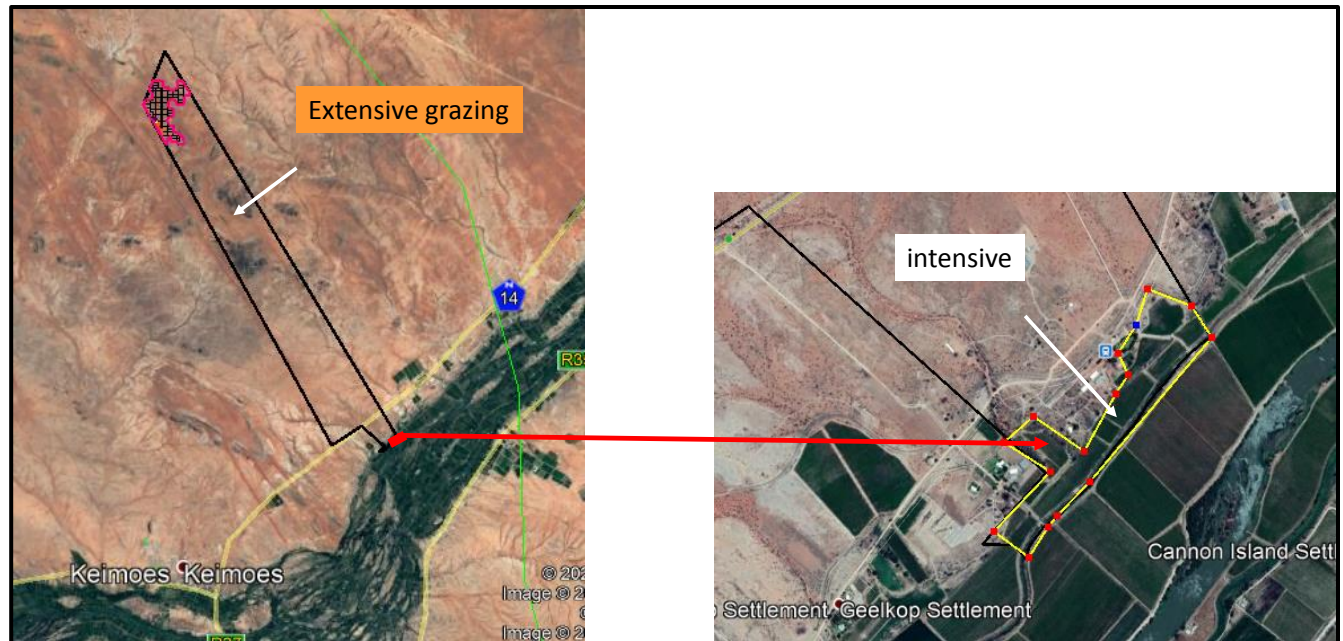 Extensive grazing
14
R35
Keimoes Keimoes
© 202
Image © 2
©
Image © 2
R27
intensive
Cannon Island Settl
Settlement Geelkop Settlement